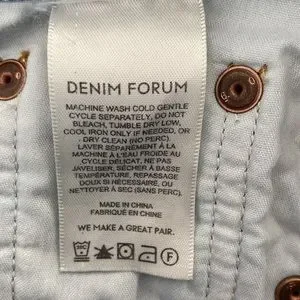 DENIM FORUM
MACHINE WASH COLD GENTLE
CYCLE SEPARATELY, DO NOT
BLEACH, TUMBLE DRY LOW,
COOL IRON ONLY IF NEEDED, OR
DRY CLEAN (NO PERC).
LAVER SÉPARÉMENT À LA
MACHINE À L'EAU FROIDE AU
CYCLE DÉLICAT, NE PAS
JAVELISER, SÉCHER À BASSE
TEMPÉRATURE, REPASSAGE
DOUX SI NÉCESSAIRE, OU
NETTOYER À SEC (SANS PERC).
MADE IN CHINA
FABRIQUÉ EN CHINE
WE MAKE A GREAT PAIR.
F